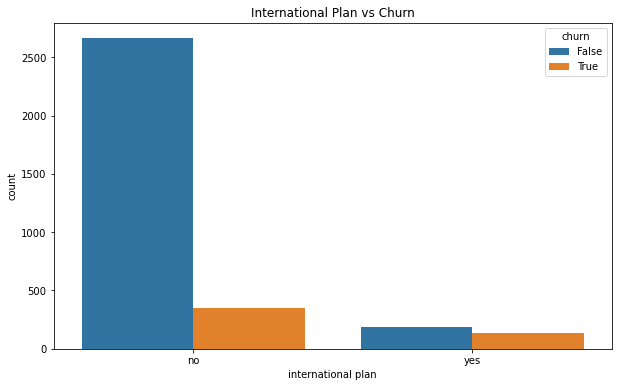 International Plan vs Churn
churn
False
True
2500
2000
1500
1000
500
0
count
no
yes
international plan